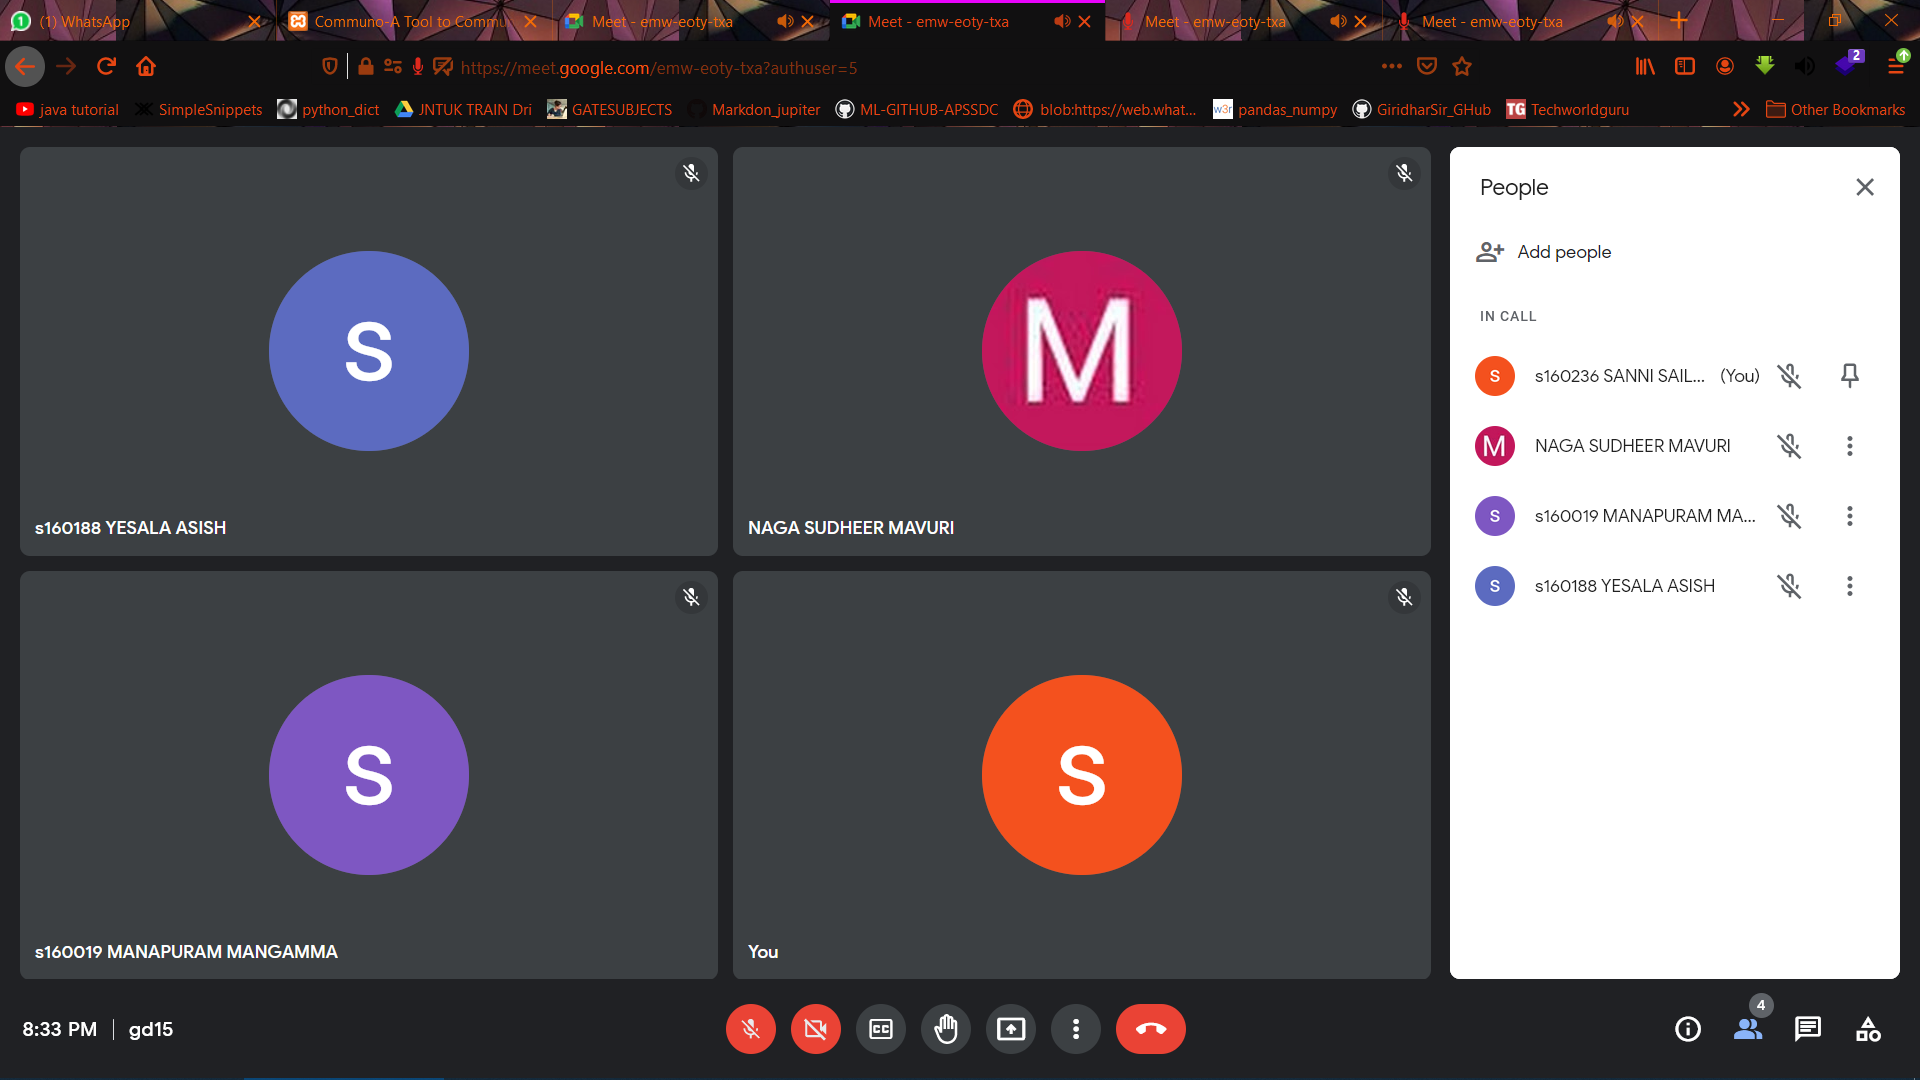 (1) WhatsApp
Communo-A Tool to Commu
Meet - emw-eoty-txa
Meet - emw-eoty-txa
Meet - emw-eoty-txa
Meet - emw-eoty-txa
https://meet.google.com/emw-eoty-txa?authuser=5
2
java tutorial
SimpleSnippets
python_dict
JNTUK TRAIN Dri
GATESUBJECTS
Markdon_jupiter
ML-GITHUB-APSSDC
blob:https://web.what...
w3r
pandas_numpy
GiridharSir_GHub
TG
Techworldguru
Other Bookmarks
S
s160188 YESALA ASISH
M
NAGA SUDHEER MAVURI
S
s160019 MANAPURAM MANGAMMA
S
You
People
Add people
IN CALL
S s160236 SANNI SAIL... (You)
M NAGA SUDHEER MAVURI
S s160019 MANAPURAM MA...
S s160188 YESALA ASISH
8:33 PM | gd15
CC
4